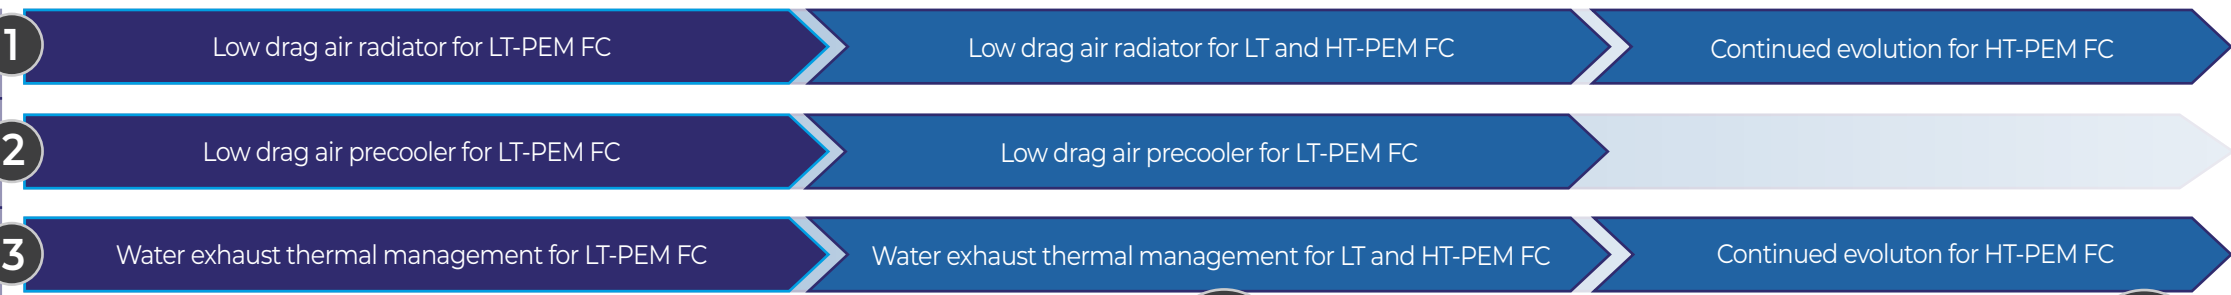 1
Low drag air radiator for LT-PEM FC
Low drag air radiator for LT and HT-PEM FC
Continued evolution for HT-PEM FC
2
Low drag air precooler for LT-PEM FC
Low drag air precooler for LT-PEM FC
3
Water exhaust thermal management for LT-PEM FC
Water exhaust thermal management for LT and HT-PEM FC
Continued evoluton for HT-PEM FC